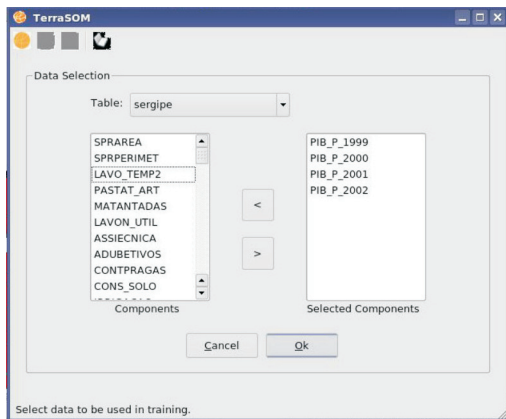 TerraSOM
Data Selection
Table: sergipe
SPRAREA
SPRPERIMET
LAVO_TEMP2
PASTAT_ART
MATANTADAS
LAVON_UTIL
ASSIECNICA
ADUBETIVOS
CONTPRAGAS
CONS_SOLO
Components
<
>
PIB_P_1999
PIB_P_2000
PIB_P_2001
PIB_P_2002
Selected Components
Cancel Ok
Select data to be used in training.